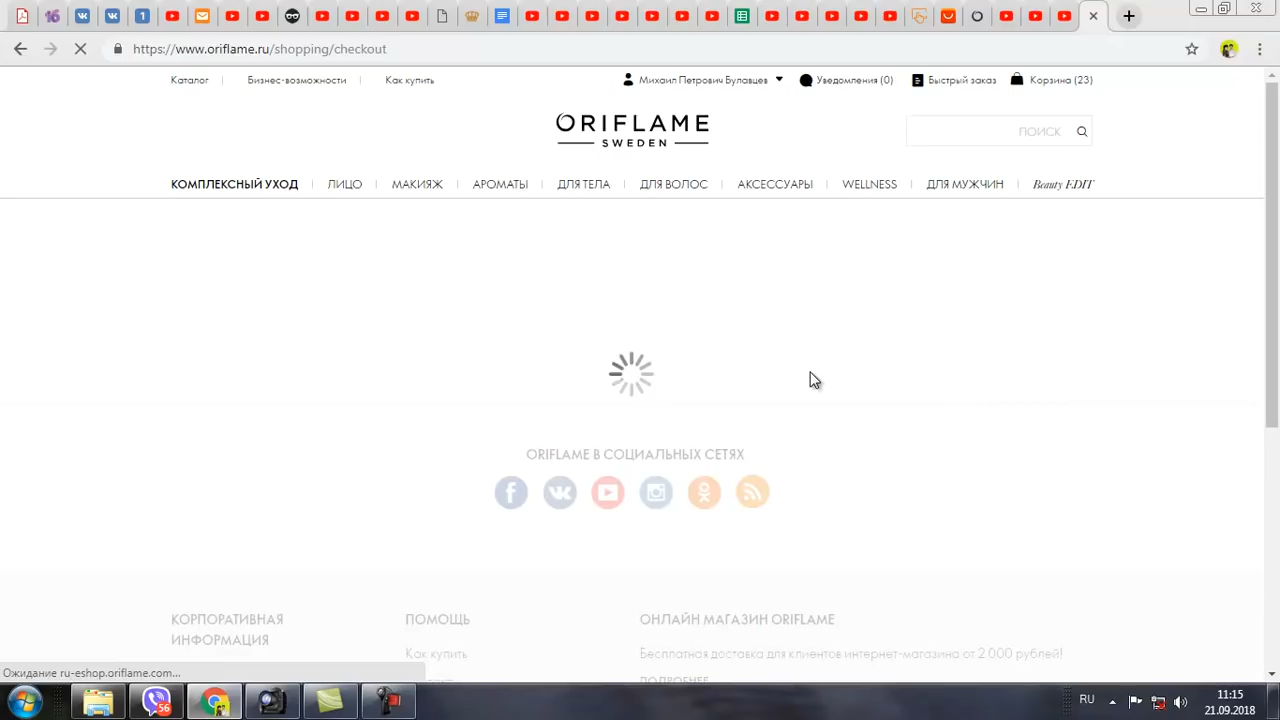 16
1
https://www.oriflame.ru/shopping/checkout
Каталог
Бизнес-возможности
Как купить
Михаил Петрович Булавцев
Уведомления (0)
Быстрый заказ
Корзина (23)
ORIFLAME
SWEDEN
ПОИСК
КОМПЛЕКСНЫЙ УХОД
ЛИЦО
МАКИЯЖ
АРОМАТЫ
ДЛЯ ТЕЛА
ДЛЯ ВОЛОС
АКСЕССУАРЫ
WELLNESS
ДЛЯ МУЖЧИН
Beauty EDIT
ORIFLAME В СОЦИАЛЬНЫХ СЕТЯХ
КОРПОРАТИВНАЯ
ИНФОРМАЦИЯ
ПОМОЩЬ
Как купить
ОНЛАЙН МАГАЗИН ORIFLAME
Бесплатная доставка для клиентов интернет-магазина от 2 000 рублей!
ПОДРОБНЕЕ
Ожидание ru-eshop.oriflame.com...
56
RU
11:15
21.09.2018